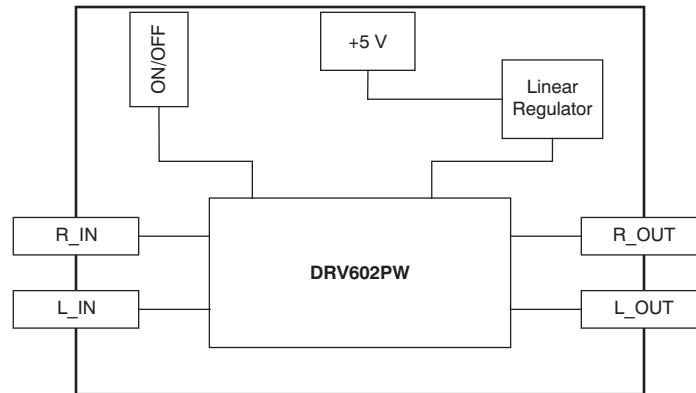 ON/OFF
+5 V
Linear
Regulator
R_IN
R_OUT
DRV602PW
L_IN
L_OUT